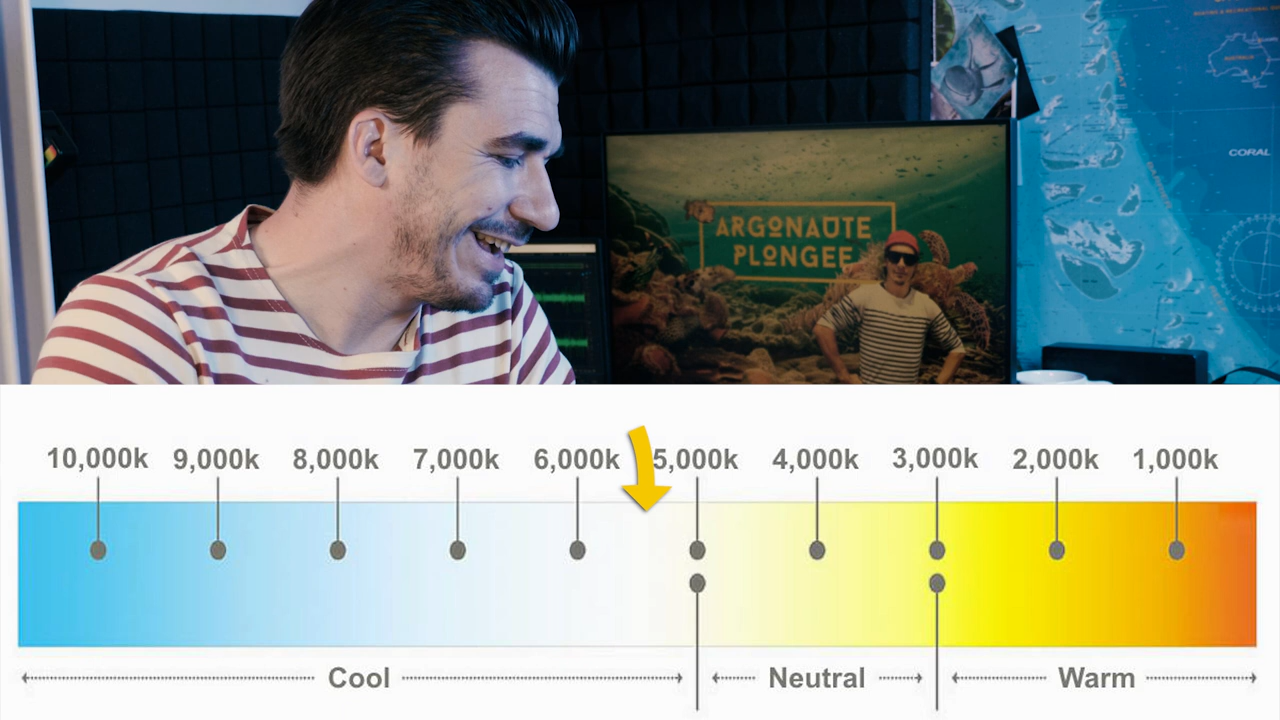 AUSTRALIA
CORAL
ARGONAUTE
PLONGEE
10,000k 9,000k 8,000k 7,000k 6,000k 5,000k 4,000k 3,000k 2,000k 1,000k
Cool Neutral Warm